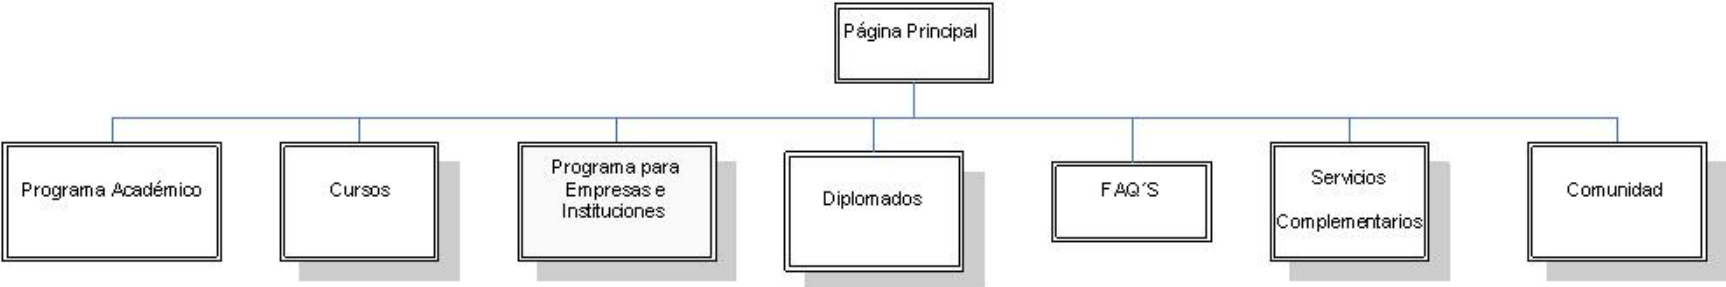 Página Principal
Programa Académico
Cursos
Programa para
Empresas e
Instituciones
Diplomados
FAQ´S
Servicios
Complementarios
Comunidad